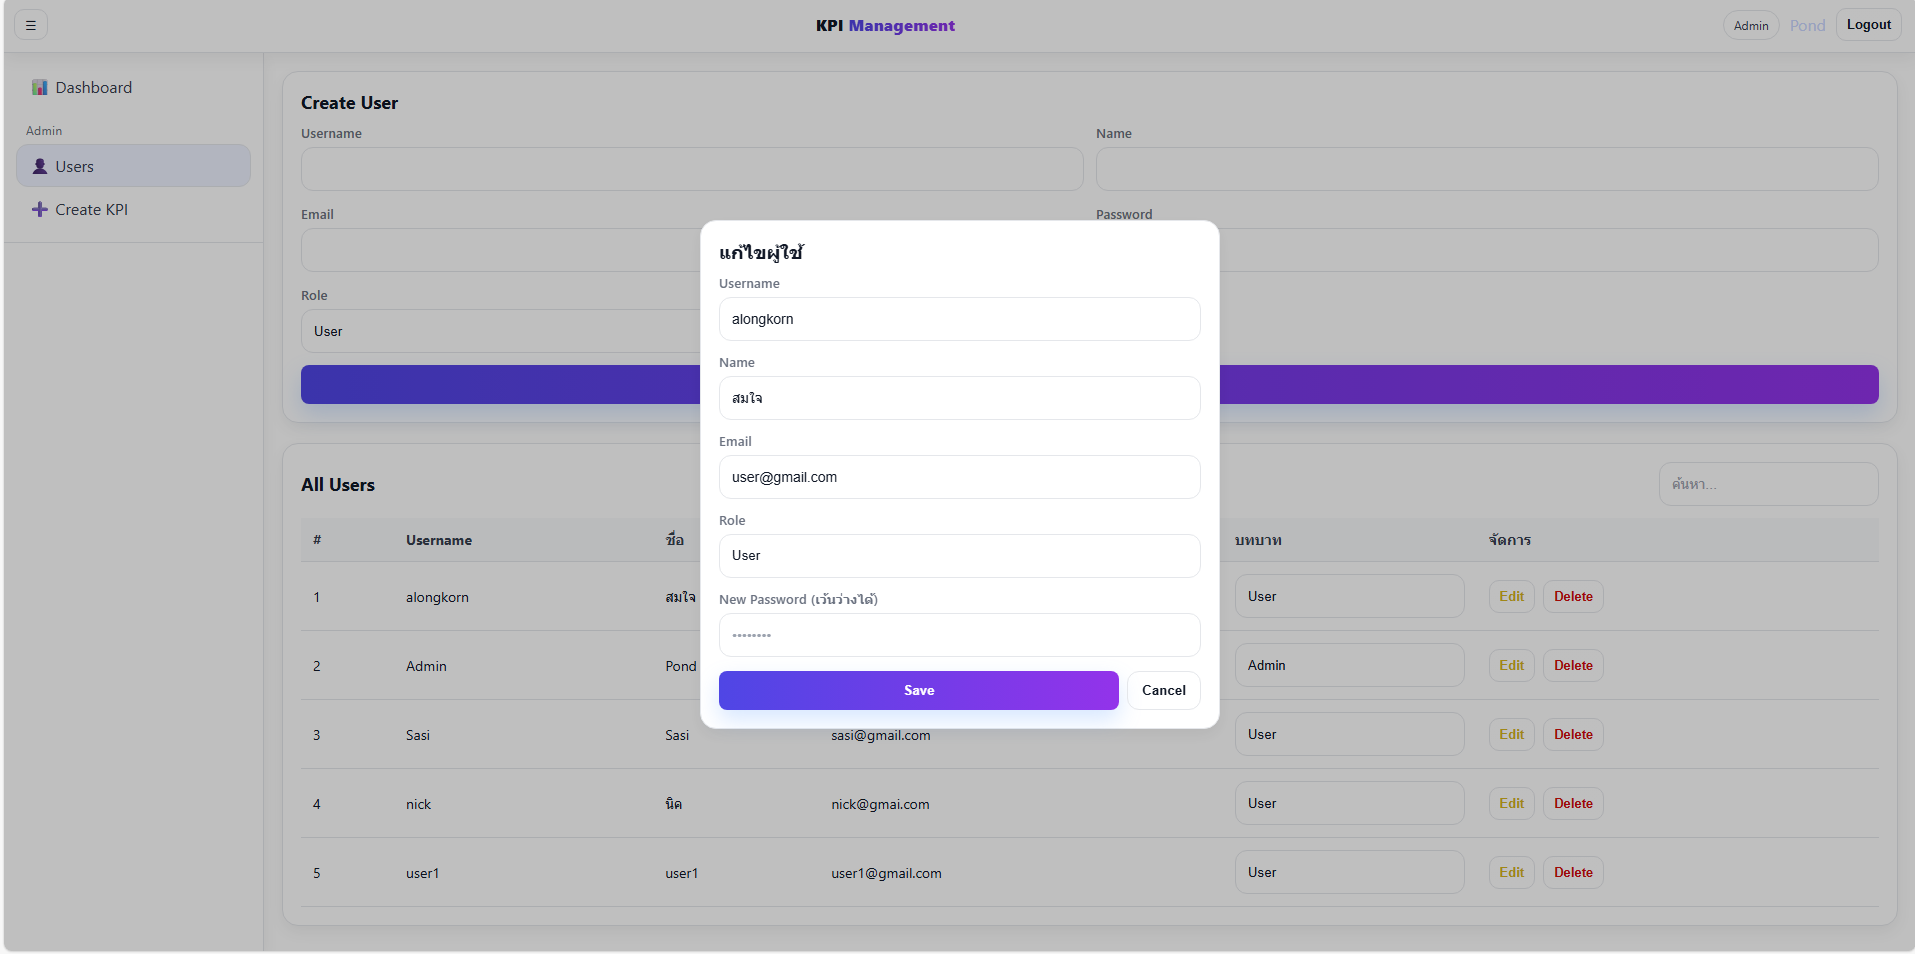 ☰
KPI Management
Admin
Pond
Logout
Dashboard
Admin
Users
Create KPI
Create User
Username
Name
Email
Password
Role
User
แก้ไขผู้ใช้
Username
alongkorn
Name
สมใจ
Email
user@gmail.com
Role
User
New Password (เว้นว่างได้)
••••••••
Save
Cancel
All Users
ค้นหา...
# Username ชื่อ บทบาท จัดการ
1 alongkorn สมใจ User Edit Delete
2 Admin Pond Admin Edit Delete
3 Sasi Sasi sasi@gmail.com User Edit Delete
4 nick นิค nick@gmai.com User Edit Delete
5 user1 user1 user1@gmail.com User Edit Delete